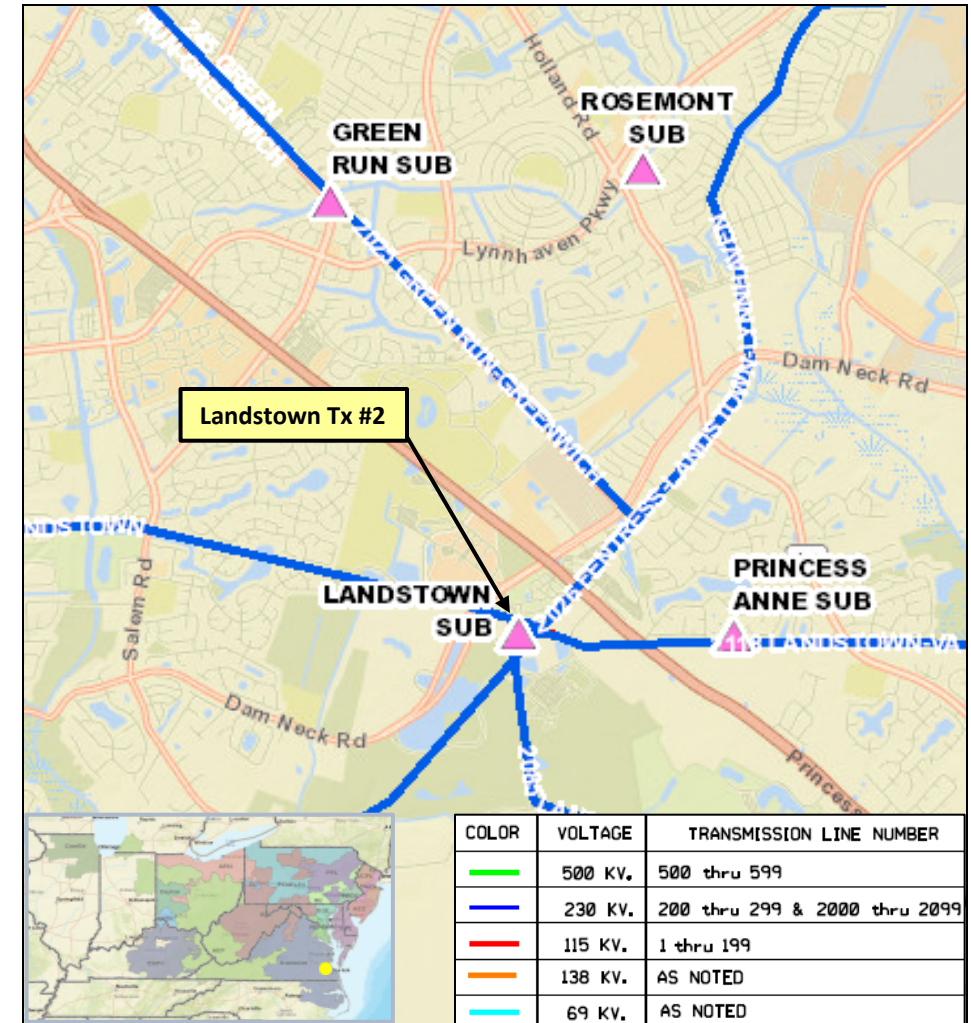 Holland Rd
ROSEMONT
SUB
GREEN
RUN SUB
Lynnhaven Pkwy
Dam Neck Rd
Landstown Tx #2
LANDSTOWN
SUB
PRINCESS
ANNE SUB
Salem Rd
Dam Neck Rd
Princess
COLOR VOLTAGE TRANSMISSION LINE NUMBER
500 KV. 500 thru 599
230 KV. 200 thru 299 & 2000 thru 2099
115 KV. 1 thru 199
138 KV. AS NOTED
69 KV. AS NOTED